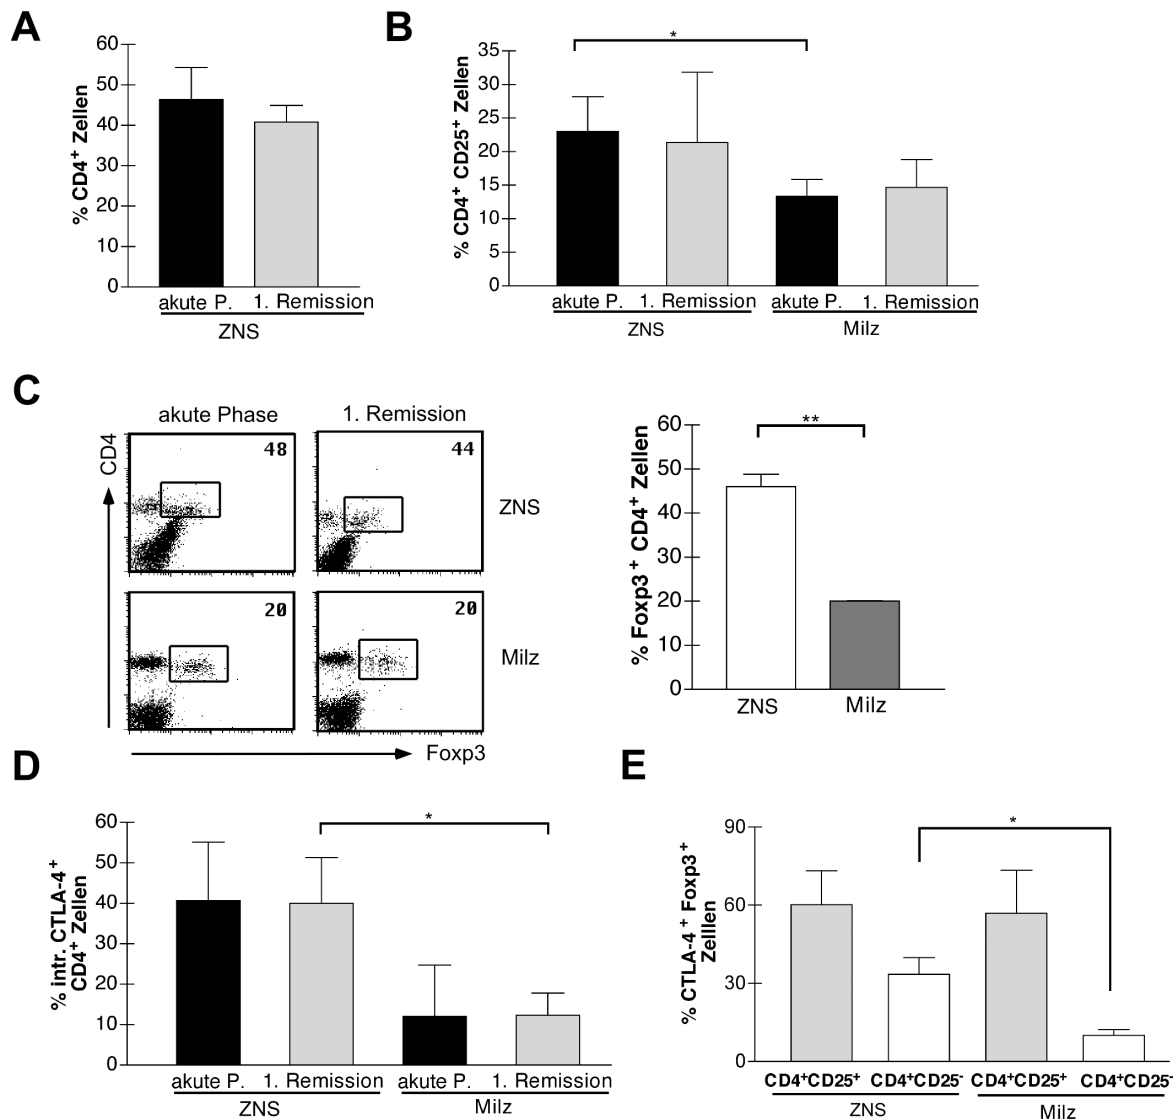 A
% CD4+ Zellen
60
50
40
30
20
10
0
akute P. 1. Remission
ZNS
B
% CD4+ CD25+ Zellen
35
30
25
20
15
10
5
0
*
akute P. 1. Remission akute P. 1. Remission
ZNS Milz
C
akute Phase 1. Remission
CD4
48 44
ZNS
20 20
Milz
Foxp3
% Foxp3+ CD4+ Zellen
60
50
40
30
20
10
0
**
ZNS Milz
D
% intr. CTLA-4+
CD4+ Zellen
60
50
40
30
20
10
0
*
akute P. 1. Remission akute P. 1. Remission
ZNS Milz
E
% CTLA-4+ Foxp3+
Zelllen
90
60
30
0
*
CD4+CD25+ CD4+CD25- CD4+CD25+ CD4+CD25-
ZNS Milz